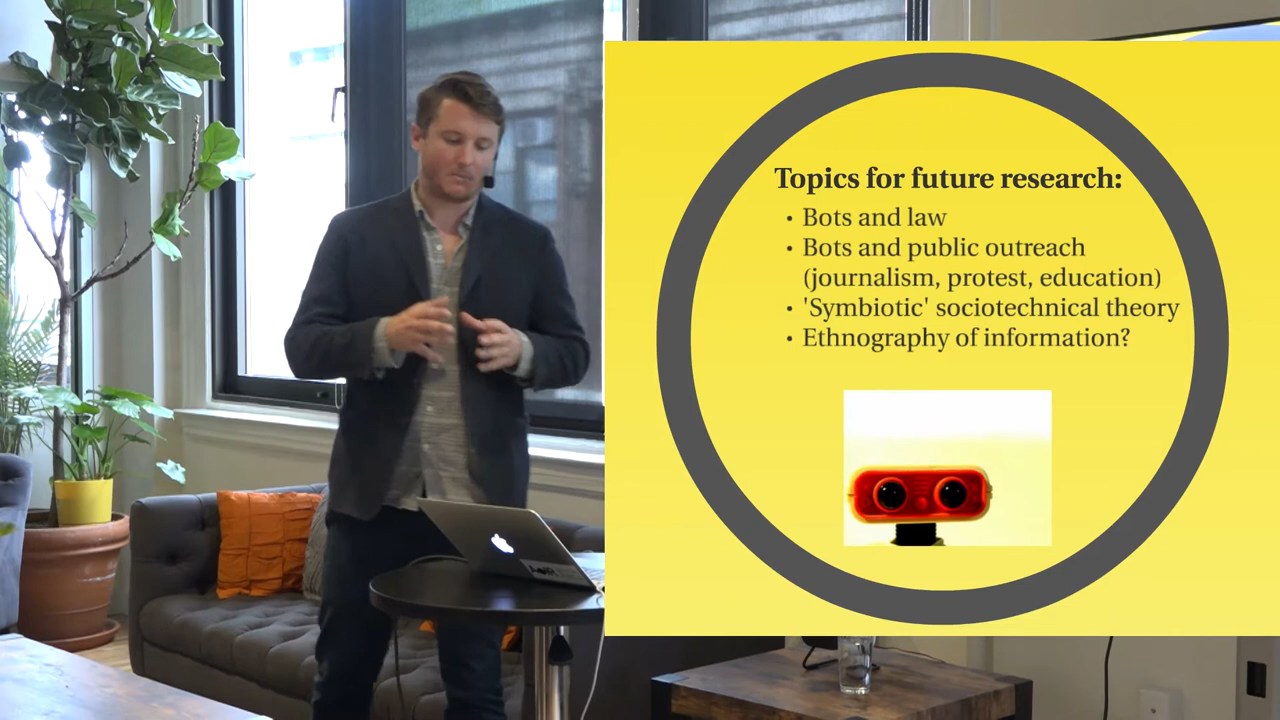 Topics for future research:
• Bots and law
• Bots and public outreach
(journalism, protest, education)
• 'Symbiotic' sociotechnical theory
• Ethnography of information?